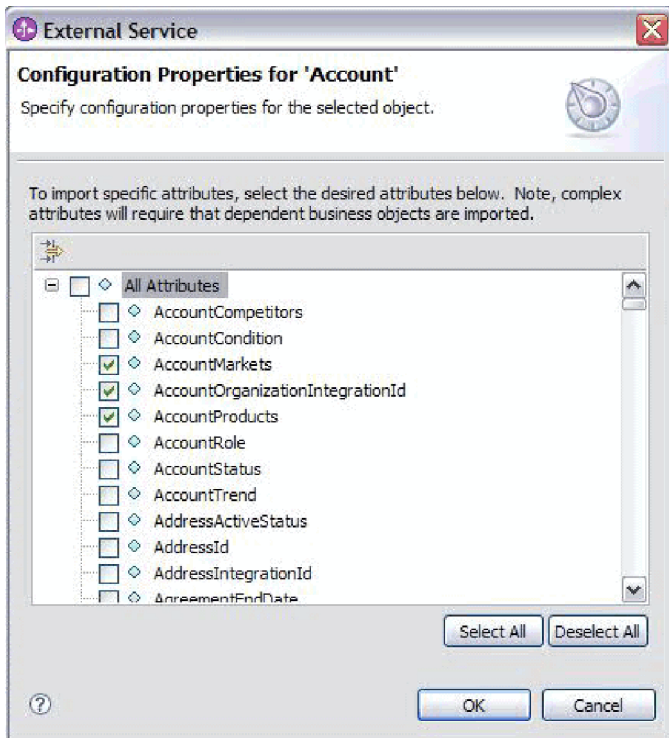 External Service
Configuration Properties for 'Account'
Specify configuration properties for the selected object.
To import specific attributes, select the desired attributes below. Note, complex
attributes will require that dependent business objects are imported.
All Attributes
AccountCompetitors
AccountCondition
AccountMarkets
AccountOrganizationIntegrationId
AccountProducts
AccountRole
AccountStatus
AccountTrend
AddressActiveStatus
AddressId
AddressIntegrationId
AgreementEndDate
Select All Deselect All
OK Cancel